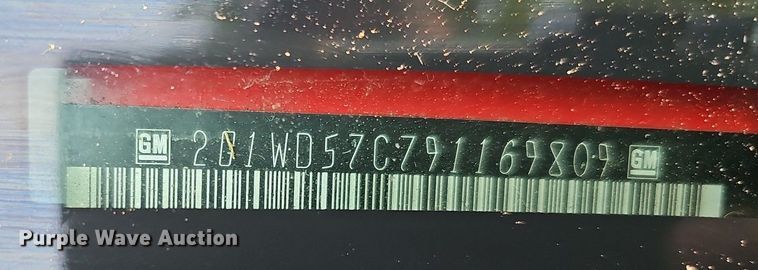 GM 2G1WD57C791169809 GM
Purple Wave Auction